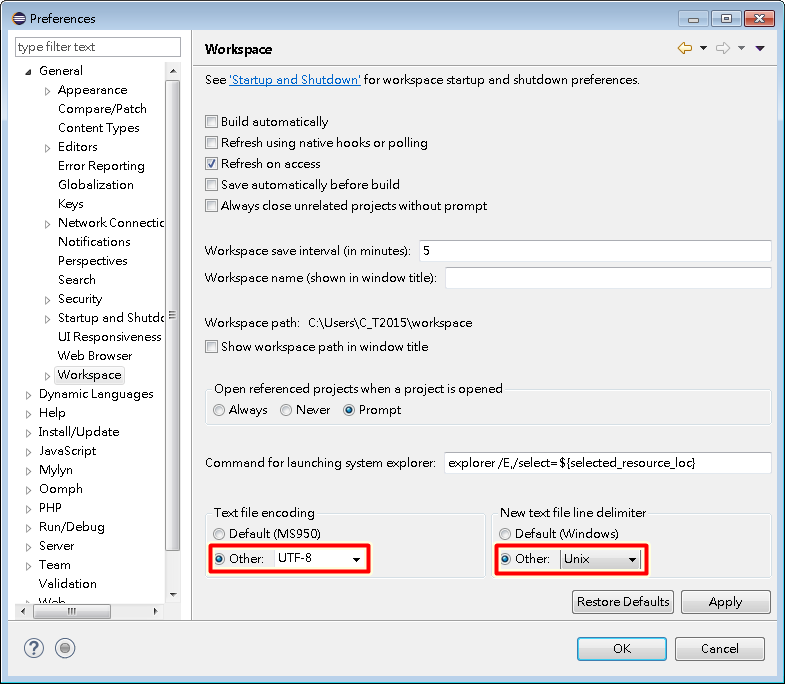 Preferences
type filter text
General
Appearance
Compare/Patch
Content Types
Editors
Error Reporting
Globalization
Keys
Network Connectic
Notifications
Perspectives
Search
Security
Startup and Shutdo
UI Responsiveness
Web Browser
Workspace
Dynamic Languages
Help
Install/Update
JavaScript
Mylyn
Oomph
PHP
Run/Debug
Server
Team
Validation
Web
Workspace
See 'Startup and Shutdown' for workspace startup and shutdown preferences.
Build automatically
Refresh using native hooks or polling
Refresh on access
Save automatically before build
Always close unrelated projects without prompt
Workspace save interval (in minutes): 5
Workspace name (shown in window title):
Workspace path: C:\Users\C_T2015\workspace
Show workspace path in window title
Open referenced projects when a project is opened
Always Never Prompt
Command for launching system explorer: explorer /E,/select=${selected_resource_loc}
Text file encoding
Default (MS950)
Other: UTF-8
New text file line delimiter
Default (Windows)
Other: Unix
Restore Defaults Apply
? OK Cancel